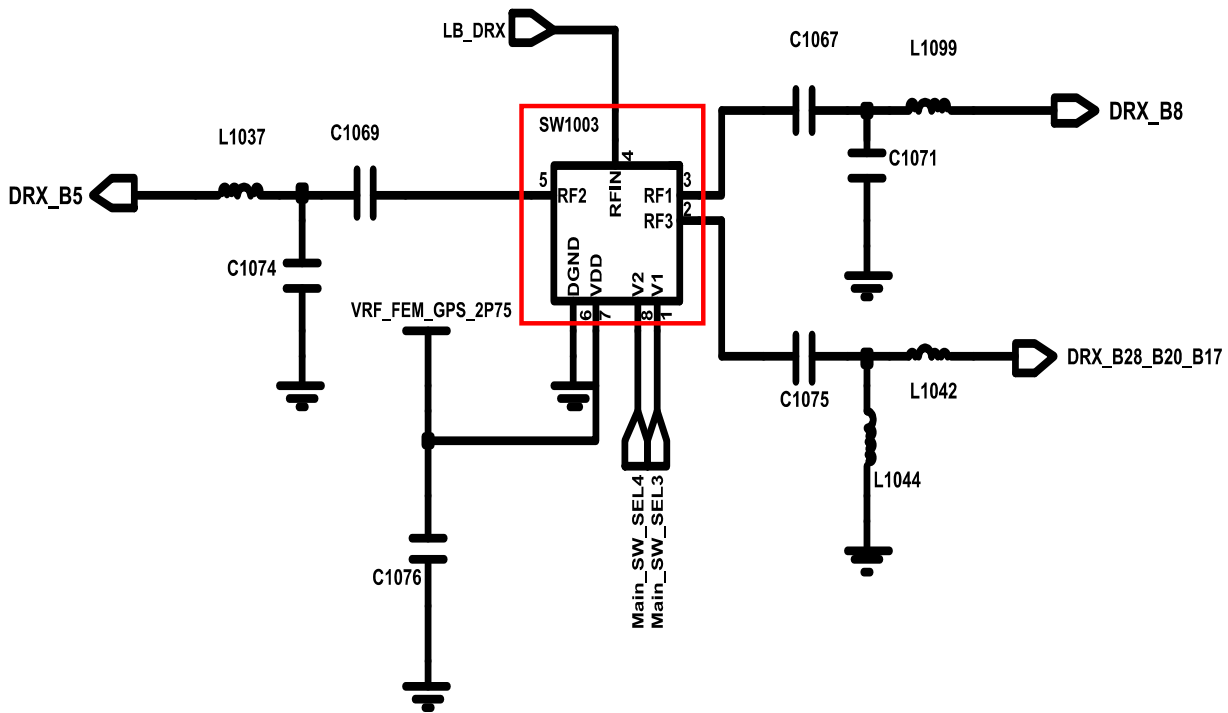 LB_DRX
C1067
L1099
SW1003
DRX_B8
L1037
C1069
C1071
4
DRX_B5
5
RF2
RFIN
RF1
3
RF3
2
C1074
DGND
VDD
V2
V1
VRF_FEM_GPS_2P75
6
7
8
1
DRX_B28_B20_B17
C1075
L1042
L1044
Main_SW_SEL4
Main_SW_SEL3
C1076